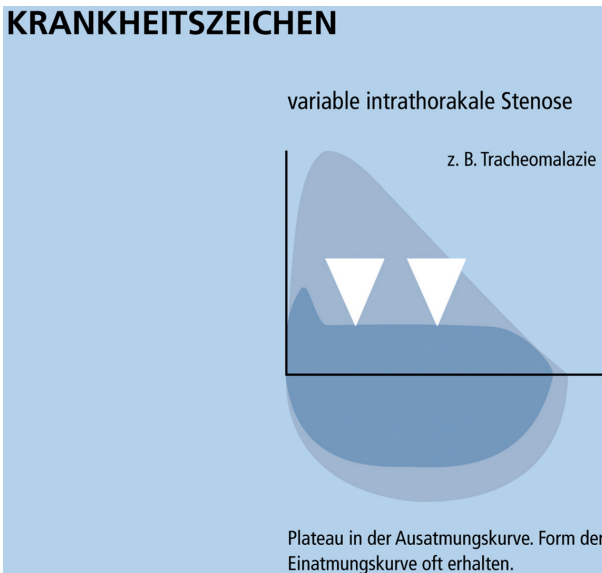 KRANKHEITSZEICHEN
variable intrathorakale Stenose
z. B. Tracheomalazie
Plateau in der Ausatmungskurve. Form der
Einatmungskurve oft erhalten.